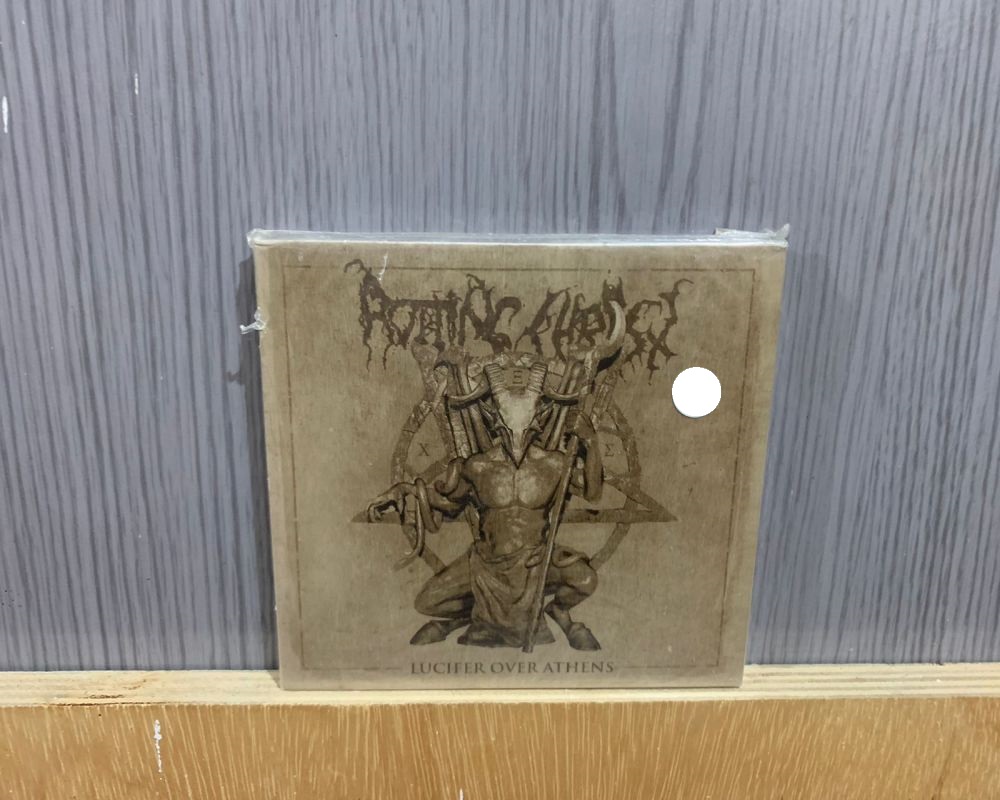 ROTTING CHRIST
Ξ
X Σ
LUCIFER OVER ATHENS